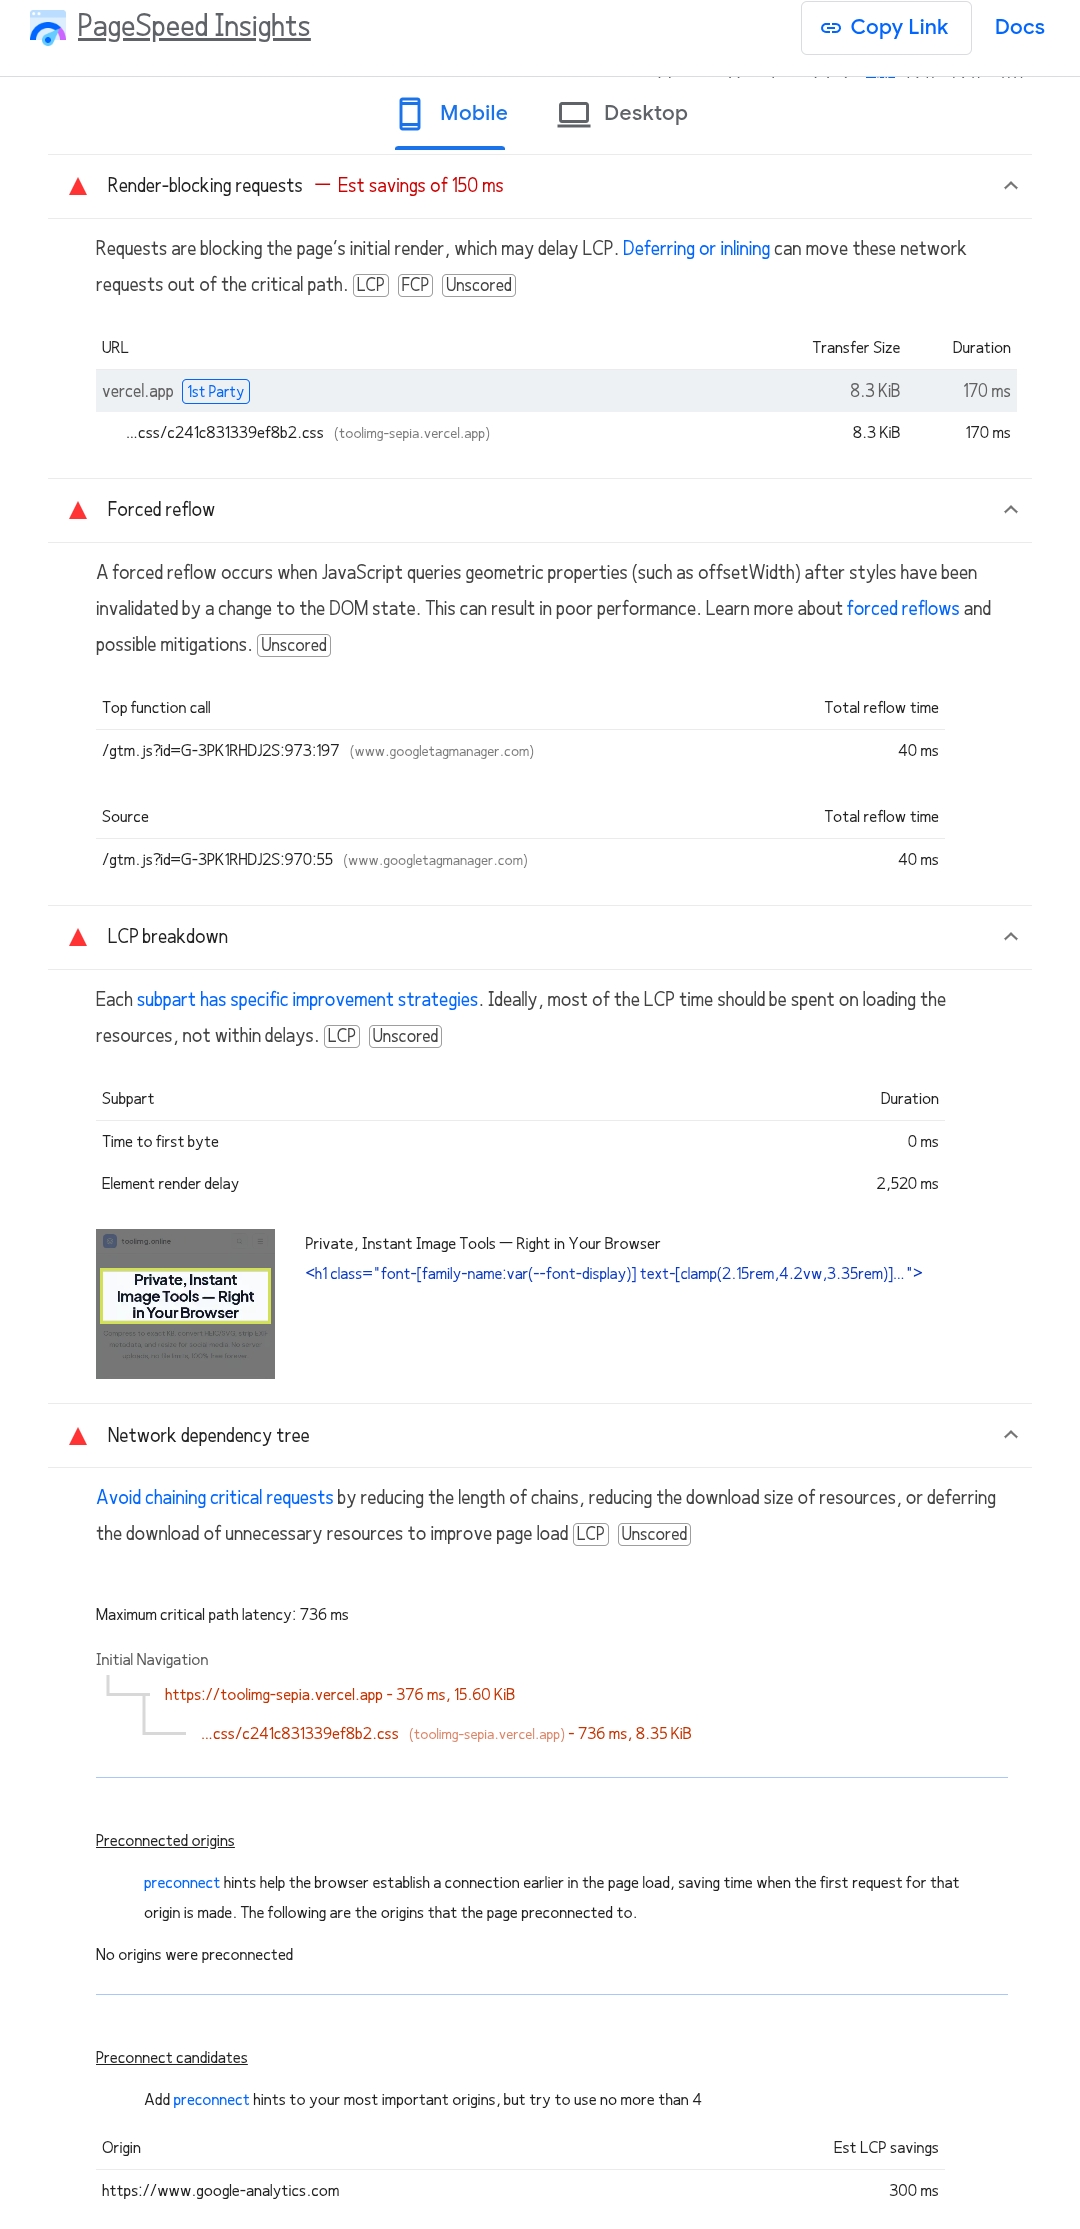 PageSpeed Insights
Copy Link
Docs
Mobile
Desktop
Render-blocking requests — Est savings of 150 ms
Requests are blocking the page's initial render, which may delay LCP. Deferring or inlining can move these network
requests out of the critical path. LCP FCP Unscored
URL Transfer Size Duration
vercel.app 1st Party 8.3 KiB 170 ms
...css/c241c831339ef8b2.css (toolimg-sepia.vercel.app) 8.3 KiB 170 ms
Forced reflow
A forced reflow occurs when JavaScript queries geometric properties (such as offsetWidth) after styles have been
invalidated by a change to the DOM state. This can result in poor performance. Learn more about forced reflows and
possible mitigations. Unscored
Top function call Total reflow time
/gtm.js?id=G-3PK1RHDJ2S:973:197 (www.googletagmanager.com) 40 ms
Source Total reflow time
/gtm.js?id=G-3PK1RHDJ2S:970:55 (www.googletagmanager.com) 40 ms
LCP breakdown
Each subpart has specific improvement strategies. Ideally, most of the LCP time should be spent on loading the
resources, not within delays. LCP Unscored
Subpart Duration
Time to first byte 0 ms
Element render delay 2,520 ms
toolimg.online
Private, Instant
Image Tools — Right
in Your Browser
Private, Instant Image Tools — Right in Your Browser
<h1 class="font-[family-name:var(--font-display)] text-[clamp(2.15rem,4.2vw,3.35rem)]…">
Network dependency tree
Avoid chaining critical requests by reducing the length of chains, reducing the download size of resources, or deferring
the download of unnecessary resources to improve page load LCP Unscored
Maximum critical path latency: 736 ms
Initial Navigation
https://toolimg-sepia.vercel.app - 376 ms, 15.60 KiB
...css/c241c831339ef8b2.css (toolimg-sepia.vercel.app) - 736 ms, 8.35 KiB
Preconnected origins
preconnect hints help the browser establish a connection earlier in the page load, saving time when the first request for that
origin is made. The following are the origins that the page preconnected to.
No origins were preconnected
Preconnect candidates
Add preconnect hints to your most important origins, but try to use no more than 4
Origin Est LCP savings
https://www.google-analytics.com 300 ms